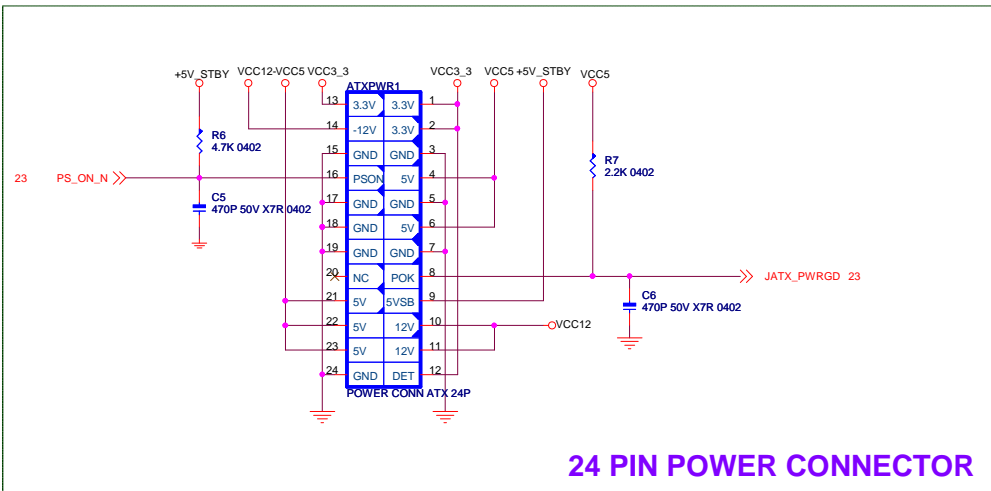 +5V_STBY VCC12- VCC5 VCC3_3 VCC3_3 VCC5 +5V_STBY VCC5
ATXPWR1
13 3.3V 3.3V 1
14 -12V 3.3V 2
R6
4.7K 0402
15 GND GND 3
R7
2.2K 0402
23 PS_ON_N 16 PSON 5V 4
C5
470P 50V X7R 0402
17 GND GND 5
18 GND 5V 6
19 GND GND 7
20 NC POK 8 JATX_PWRGD 23
21 5V 5VSB 9
C6
470P 50V X7R 0402
22 5V 12V 10 VCC12
23 5V 12V 11
24 GND DET 12
POWER CONN ATX 24P
24 PIN POWER CONNECTOR